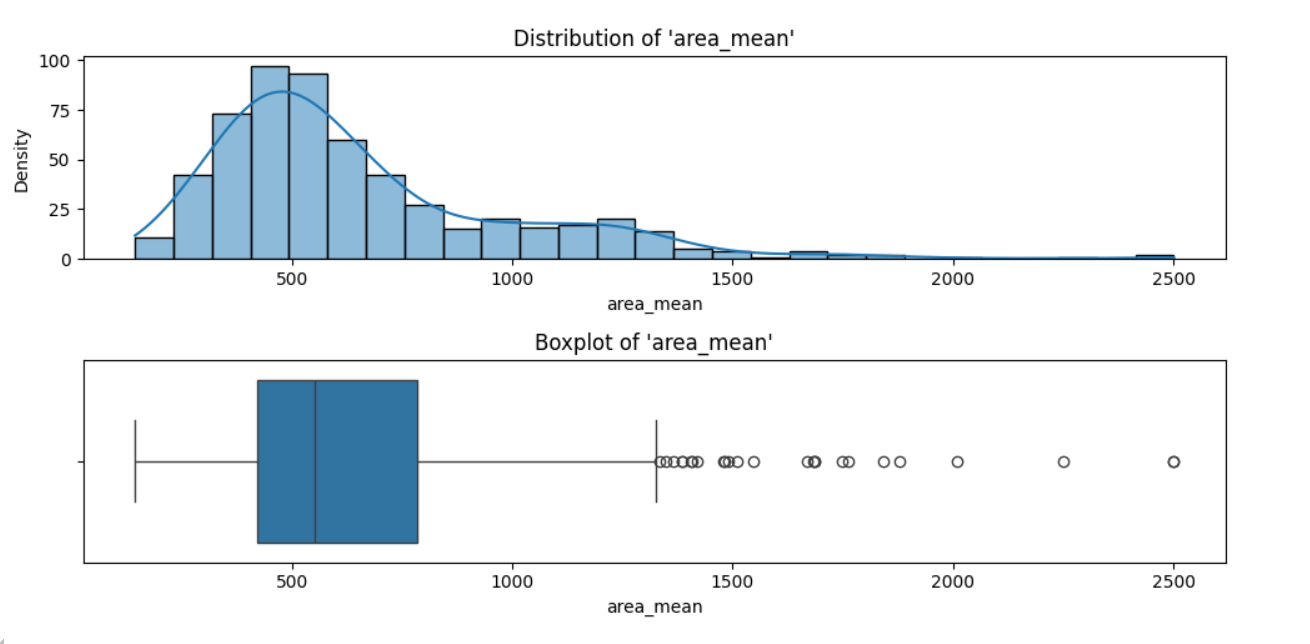 Distribution of 'area_mean'
100
75
50
25
0
Density
500 1000 1500 2000 2500
area_mean
Boxplot of 'area_mean'
500 1000 1500 2000 2500
area_mean